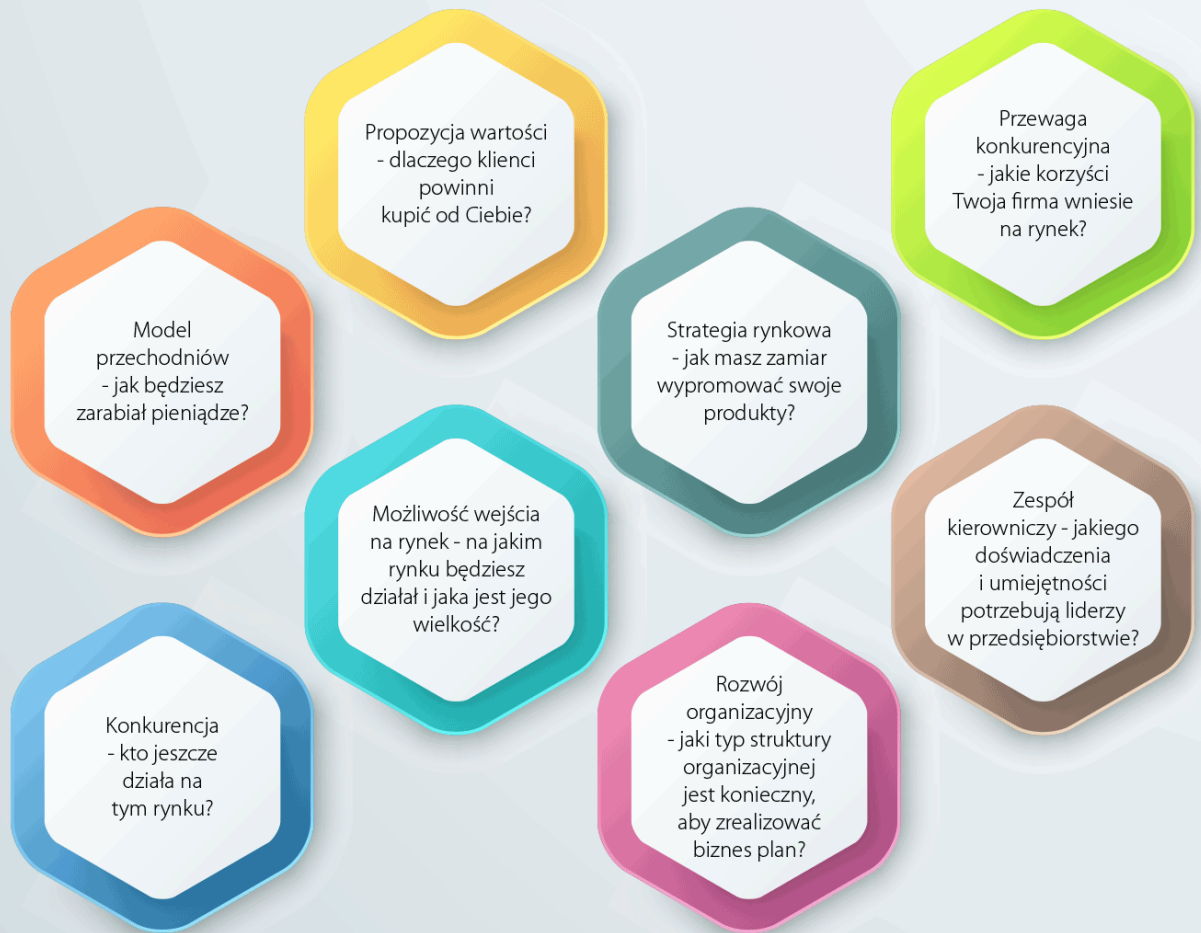 Propozycja wartości
- dlaczego klienci
powinni
kupić od Ciebie?
Przewaga
konkurencyjna
- jakie korzyści
Twoja firma wniesie
na rynek?
Model
przechodniów
- jak będziesz
zarabiał pieniądze?
Strategia rynkowa
- jak masz zamiar
wypromować swoje
produkty?
Możliwość wejścia
na rynek - na jakim
rynku będziesz
działał i jaka jest jego
wielkość?
Zespół
kierowniczy - jakiego
doświadczenia
i umiejętności
potrzebują liderzy
w przedsiębiorstwie?
Konkurencja
- kto jeszcze
działa na
tym rynku?
Rozwój
organizacyjny
- jaki typ struktury
organizacyjnej
jest konieczny,
aby zrealizować
biznes plan?